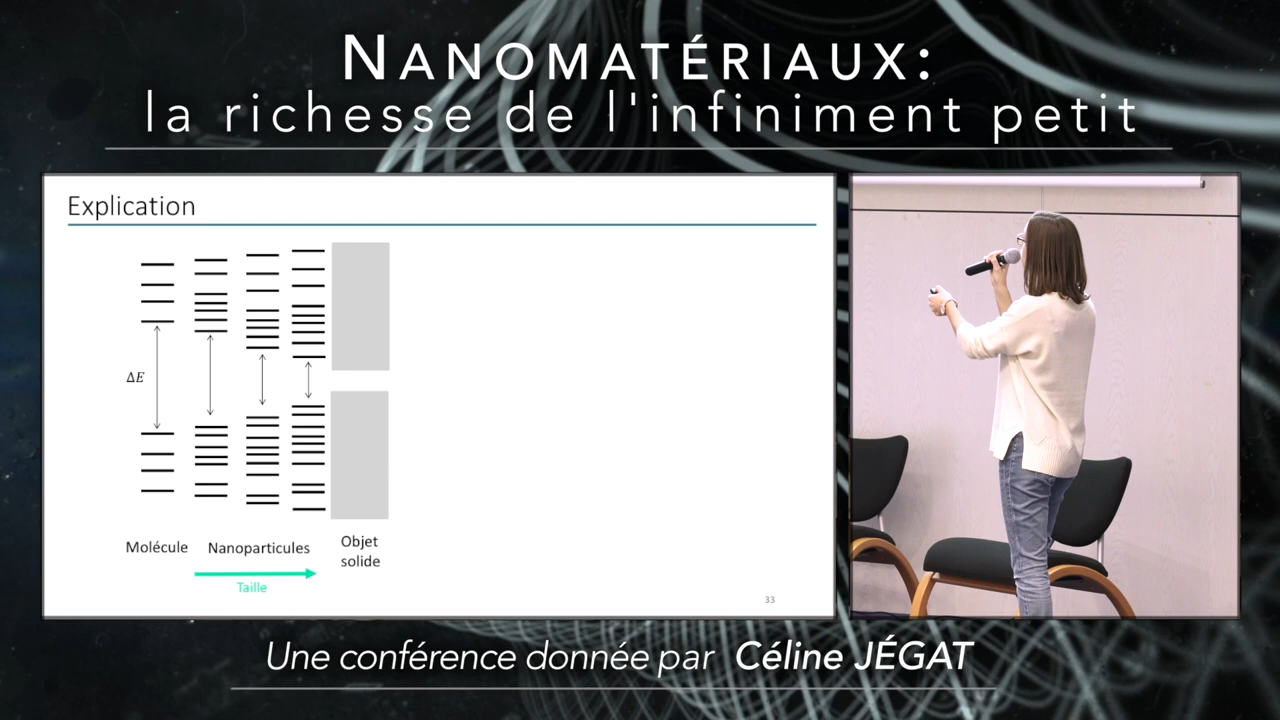 NANOMATÉRIAUX:
la richesse de l'infiniment petit
Explication
ΔE
Molécule
Nanoparticules
Objet
solide
Taille
33
Une conférence donnée par Céline JÉGAT